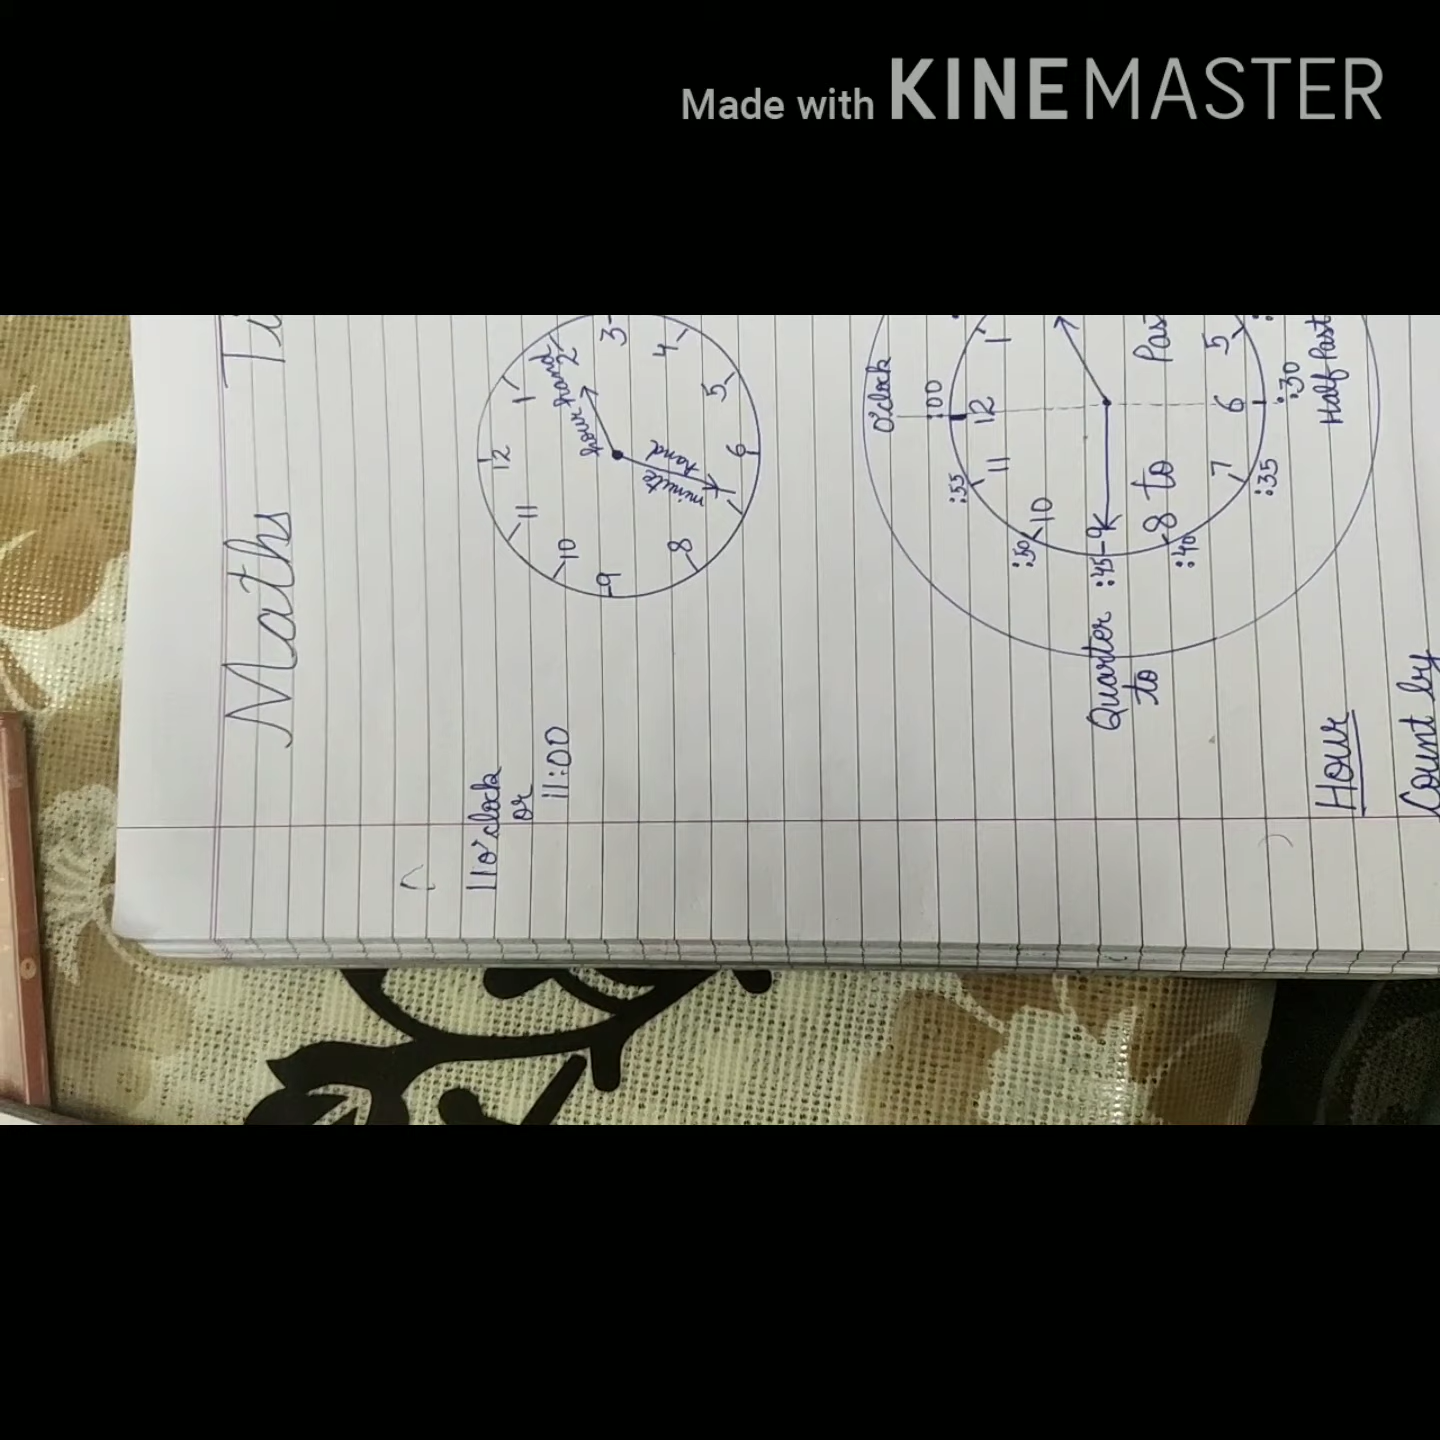 Made with KINEMASTER
Maths
11 o'clock
or
11:00
12
1
2
3
4
5
6
8
9
10
11
hour hand
minute
hand
O'clock
:00
12
1
5
6
7
8
9
10
11
:30
:35
:40
:45
:50
:55
to
Half Past
Quarter
to
Hour
Count by